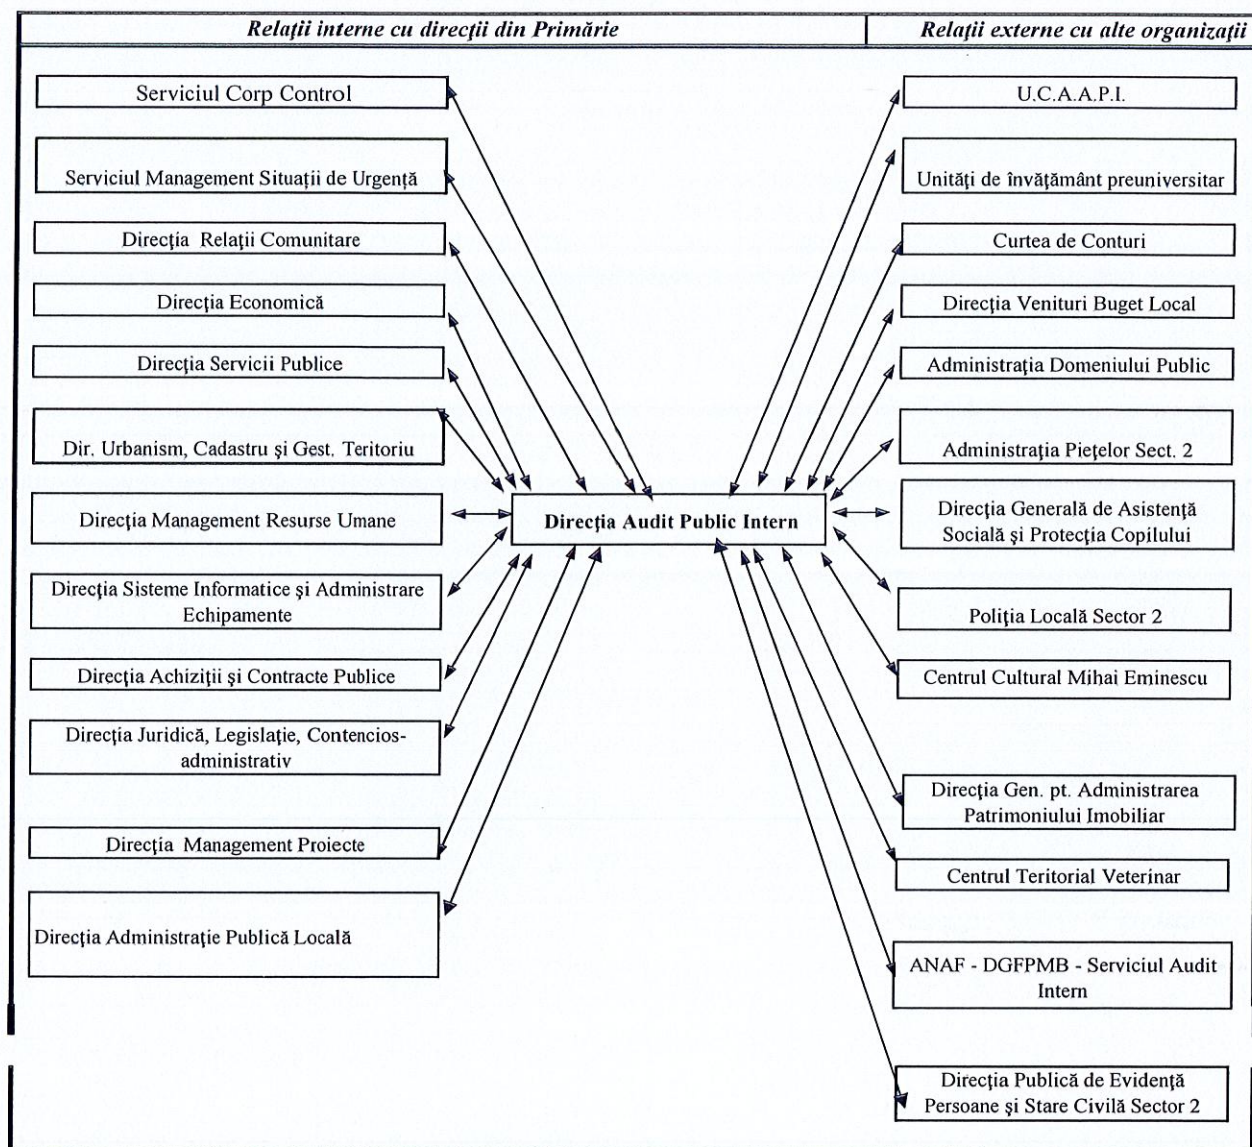 Relații interne cu direcții din Primărie
Relații externe cu alte organizații
Serviciul Corp Control
Serviciul Management Situații de Urgență
Direcția Relații Comunitare
Direcția Economică
Direcția Servicii Publice
Dir. Urbanism, Cadastru și Gest. Teritoriu
Direcția Management Resurse Umane
Direcția Sisteme Informatice și Administrare
Echipamente
Direcția Achiziții și Contracte Publice
Direcția Juridică, Legislație, Contencios-
administrativ
Direcția Management Proiecte
Direcția Administrație Publică Locală
Direcția Audit Public Intern
U.C.A.A.P.I.
Unități de învățământ preuniversitar
Curtea de Conturi
Direcția Venituri Buget Local
Administrația Domeniului Public
Administrația Piețelor Sect. 2
Direcția Generală de Asistență
Socială și Protecția Copilului
Poliția Locală Sector 2
Centrul Cultural Mihai Eminescu
Direcția Gen. pt. Administrarea
Patrimoniului Imobiliar
Centrul Teritorial Veterinar
ANAF - DGFPMB - Serviciul Audit
Intern
Direcția Publică de Evidență
Persoane și Stare Civilă Sector 2